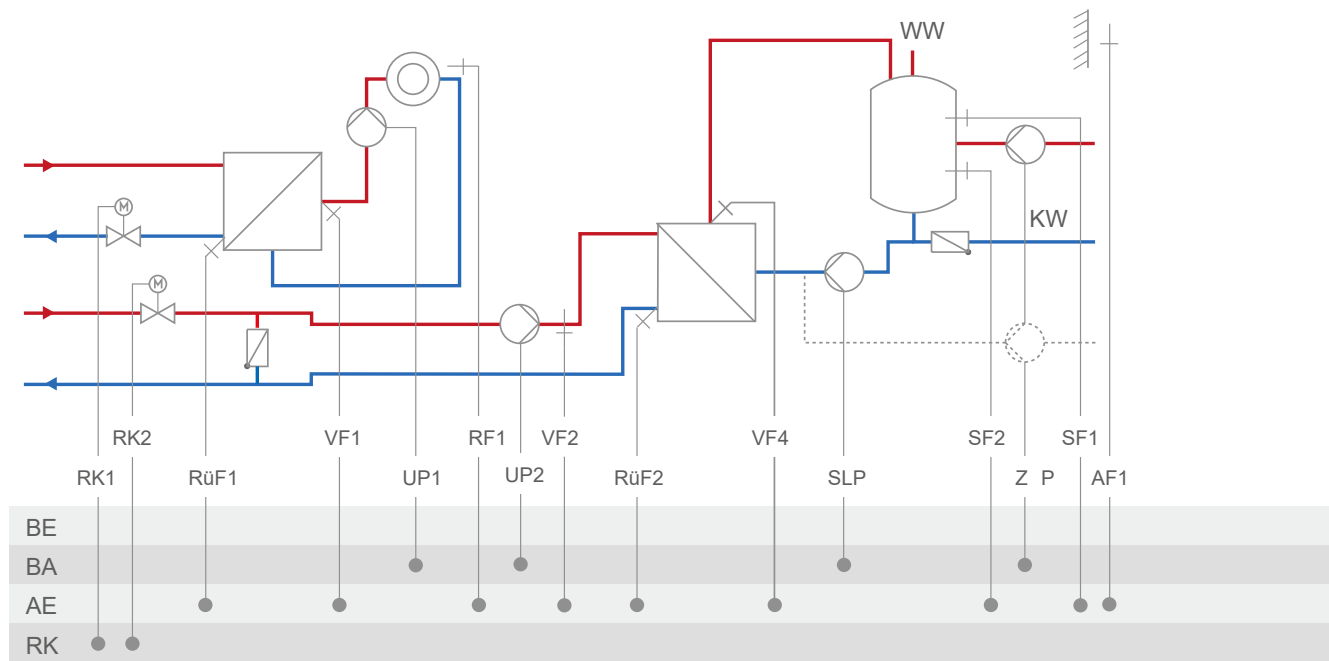 WW
M
KW
M
RK2 VF1 RF1 VF2 VF4 SF2 SF1
RK1 RüF1 UP1 UP2 RüF2 SLP Z P AF1
BE
BA
AE
RK